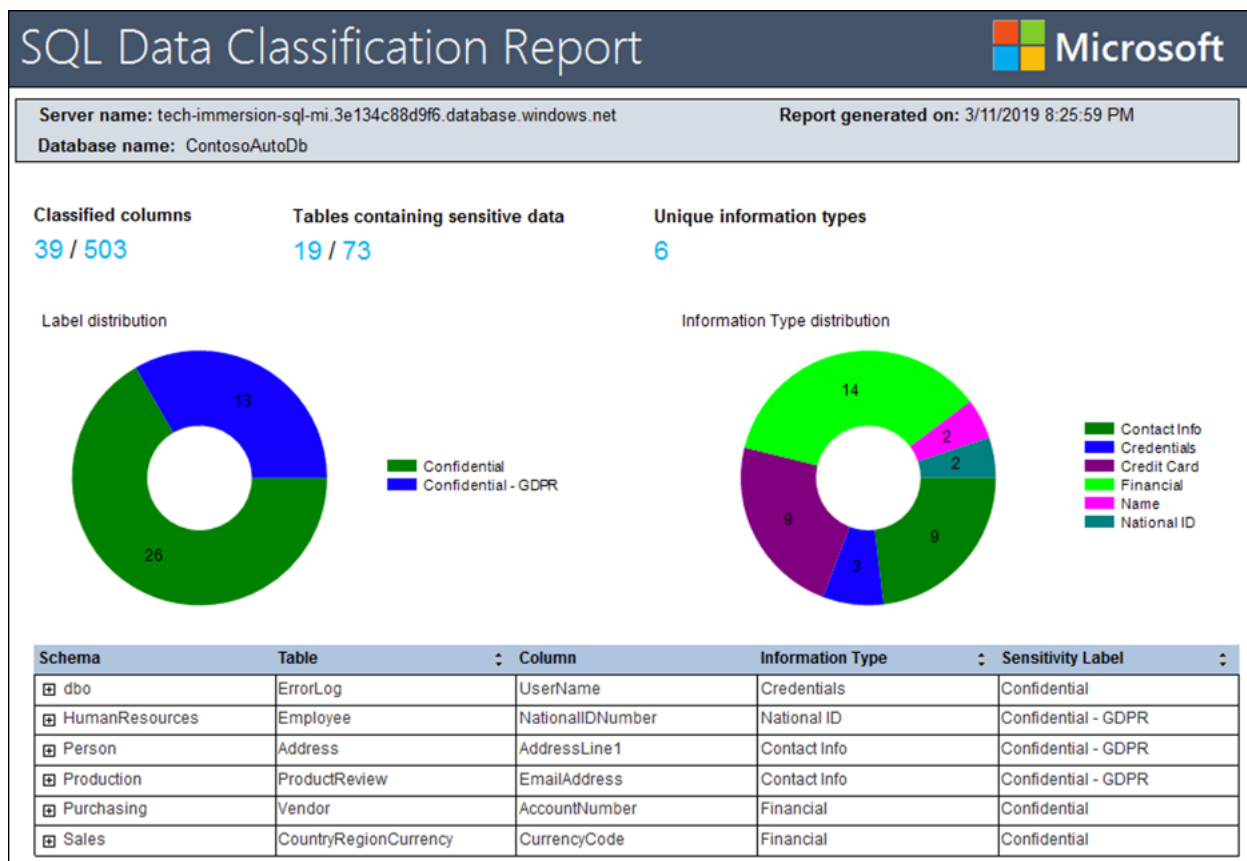 SQL Data Classification Report
Microsoft
Server name: tech-immersion-sql-mi.3e134c88d9f6.database.windows.net Report generated on: 3/11/2019 8:25:59 PM
Database name: ContosoAutoDb
Classified columns Tables containing sensitive data Unique information types
39 / 503 19 / 73 6
Label distribution
13
26
Confidential
Confidential - GDPR
Information Type distribution
14
2
2
9
9
3
Contact Info
Credentials
Credit Card
Financial
Name
National ID
Schema Table Column Information Type Sensitivity Label
dbo ErrorLog UserName Credentials Confidential
HumanResources Employee NationalIDNumber National ID Confidential - GDPR
Person Address AddressLine1 Contact Info Confidential - GDPR
Production ProductReview EmailAddress Contact Info Confidential - GDPR
Purchasing Vendor AccountNumber Financial Confidential
Sales CountryRegionCurrency CurrencyCode Financial Confidential